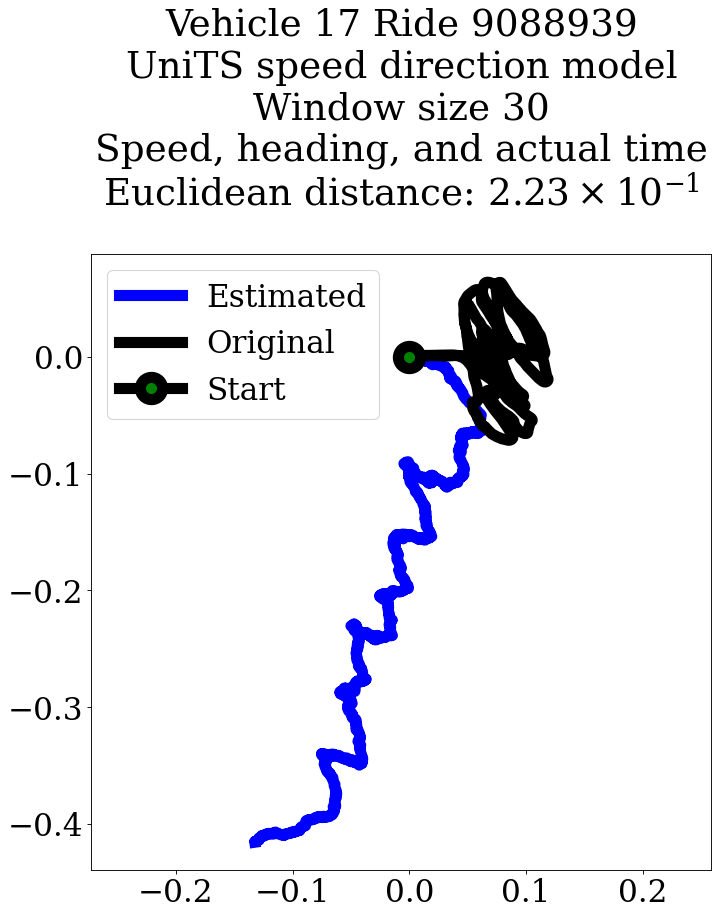 Vehicle 17 Ride 9088939
UniTS speed direction model
Window size 30
Speed, heading, and actual time
Euclidean distance: 2.23 × 10⁻¹
Estimated
Original
Start
0.0
−0.1
−0.2
−0.3
−0.4
−0.2 −0.1 0.0 0.1 0.2